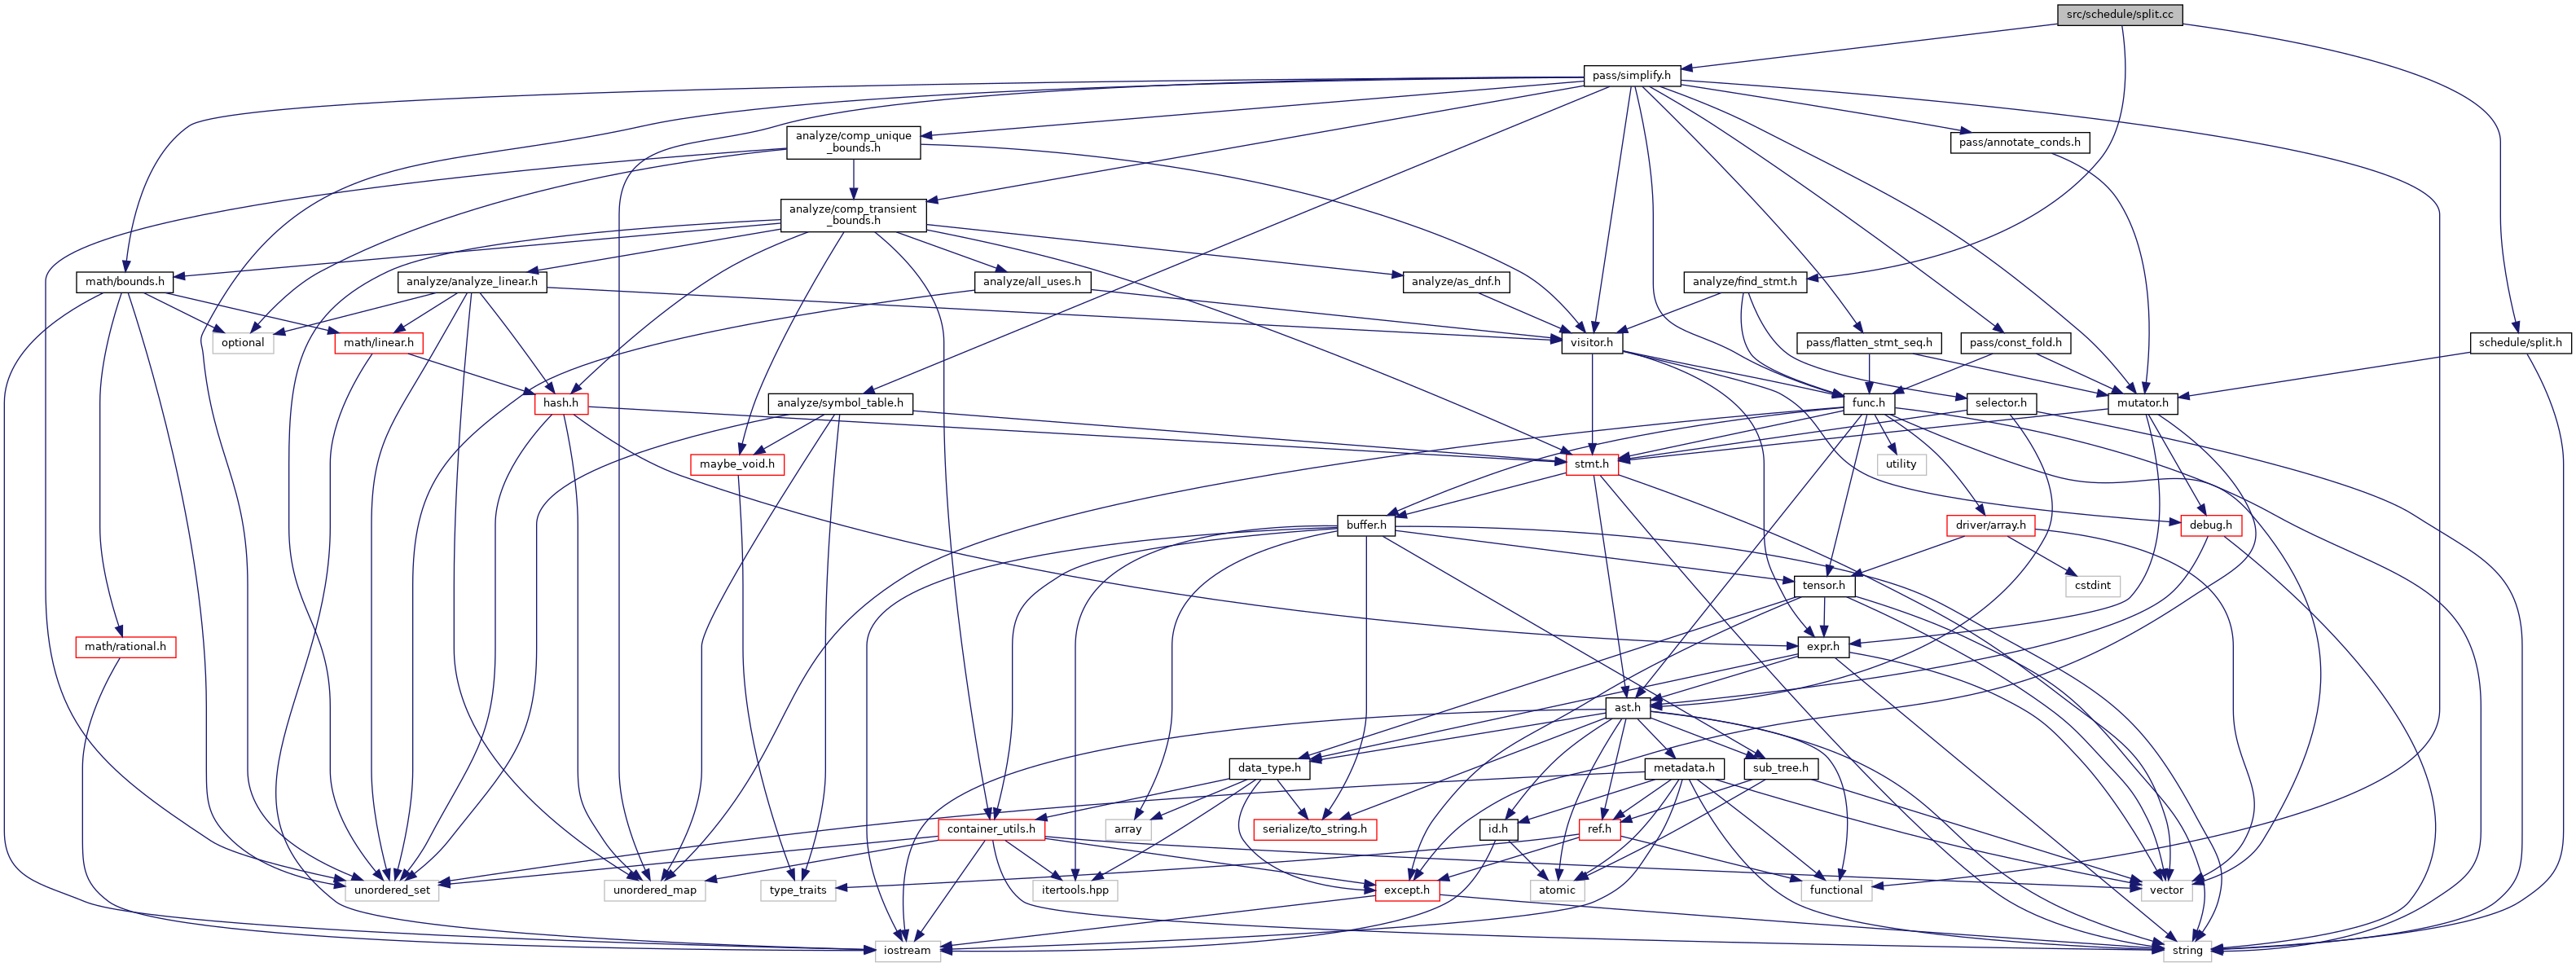 src/schedule/split.cc
pass/simplify.h
analyze/comp_unique
_bounds.h
pass/annotate_conds.h
analyze/comp_transient
_bounds.h
math/bounds.h
analyze/analyze_linear.h
analyze/all_uses.h
analyze/as_dnf.h
analyze/find_stmt.h
optional
math/linear.h
visitor.h
pass/flatten_stmt_seq.h
pass/const_fold.h
schedule/split.h
hash.h
analyze/symbol_table.h
func.h
selector.h
mutator.h
maybe_void.h
stmt.h
utility
buffer.h
driver/array.h
debug.h
tensor.h
cstdint
math/rational.h
expr.h
ast.h
data_type.h
metadata.h
sub_tree.h
container_utils.h
array
serialize/to_string.h
id.h
ref.h
unordered_set
unordered_map
type_traits
itertools.hpp
except.h
atomic
functional
vector
iostream
string